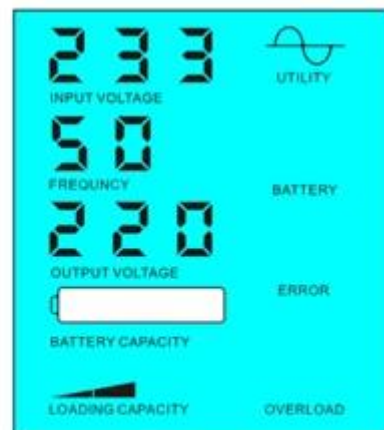 233
INPUT VOLTAGE
UTILITY
50
FREQUNCY
BATTERY
220
OUTPUT VOLTAGE
ERROR
BATTERY CAPACITY
LOADING CAPACITY
OVERLOAD